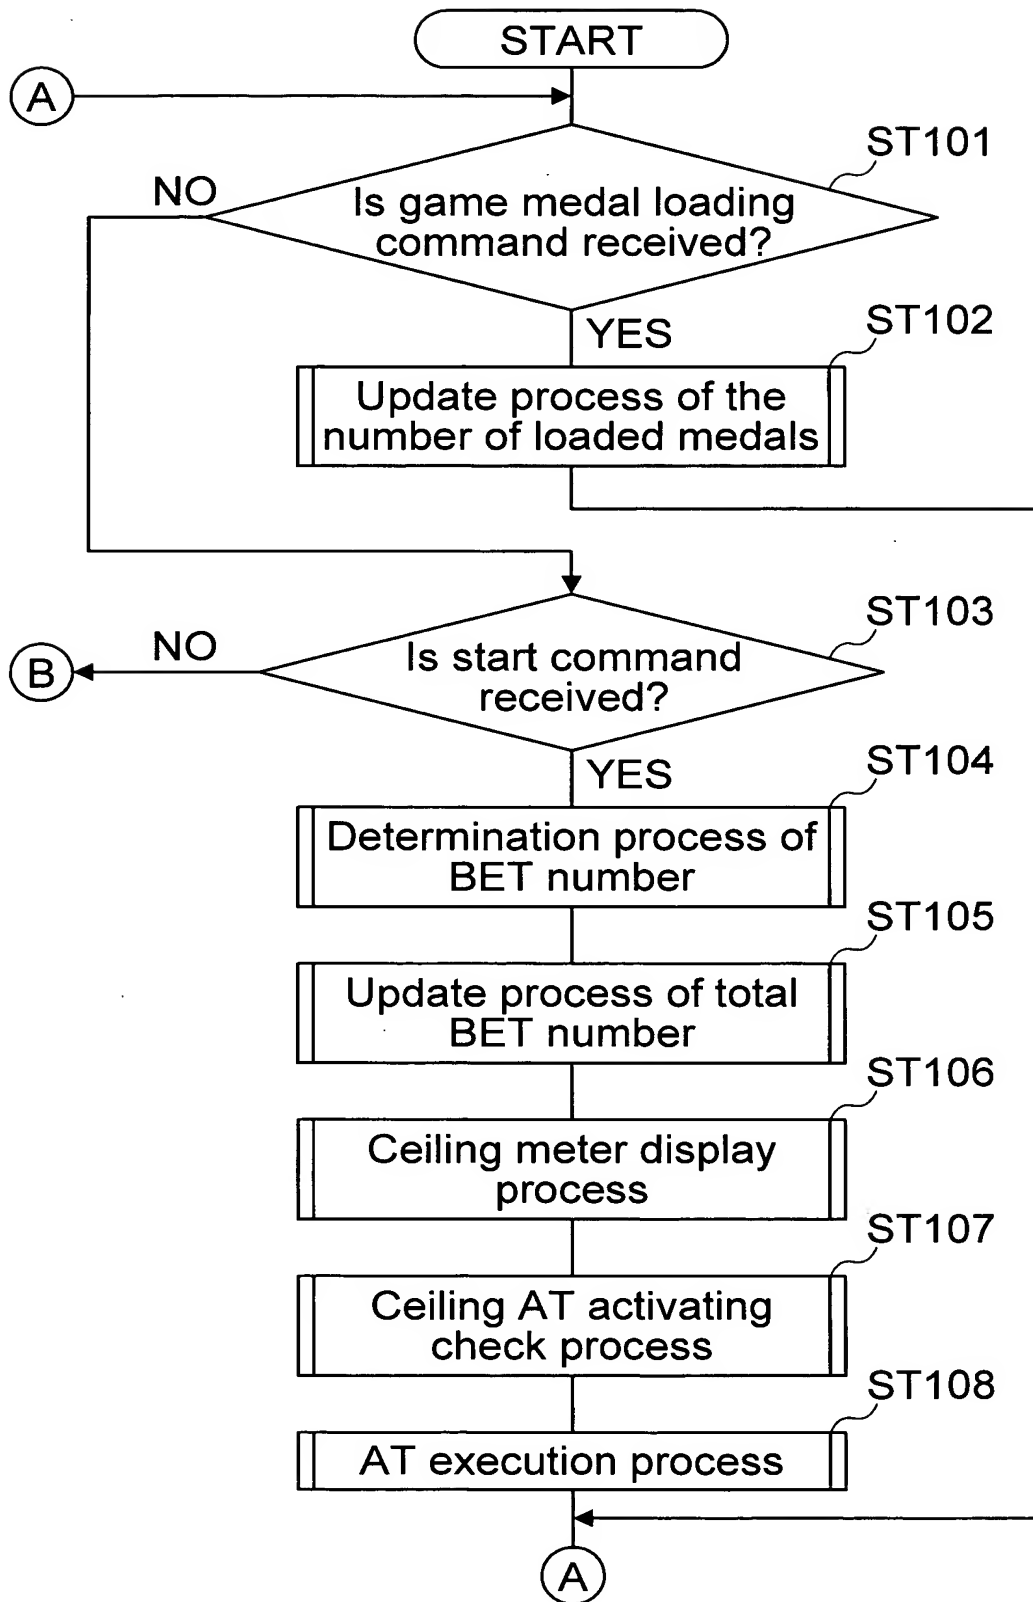 START
A
ST101
NO
Is game medal loading
command received?
YES
ST102
Update process of the
number of loaded medals
ST103
NO
B
Is start command
received?
YES
ST104
Determination process of
BET number
ST105
Update process of total
BET number
ST106
Ceiling meter display
process
ST107
Ceiling AT activating
check process
ST108
AT execution process
A